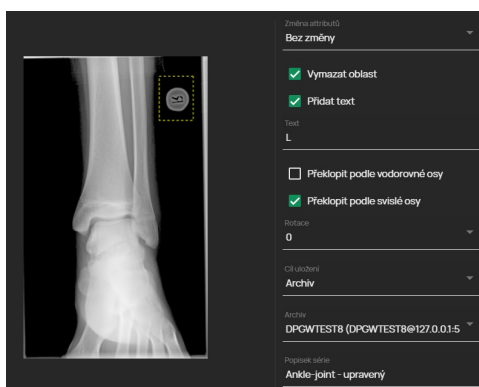 Změna atributů
Bez změny
Vymazat oblast
Přidat text
Text
L
Překlopit podle vodorovné osy
Překlopit podle svislé osy
Rotace
0
Cíl uložení
Archiv
Archiv
DPGWTEST8 (DPGWTEST8@127.0.0.1:5
Popisek série
Ankle-joint - upravený